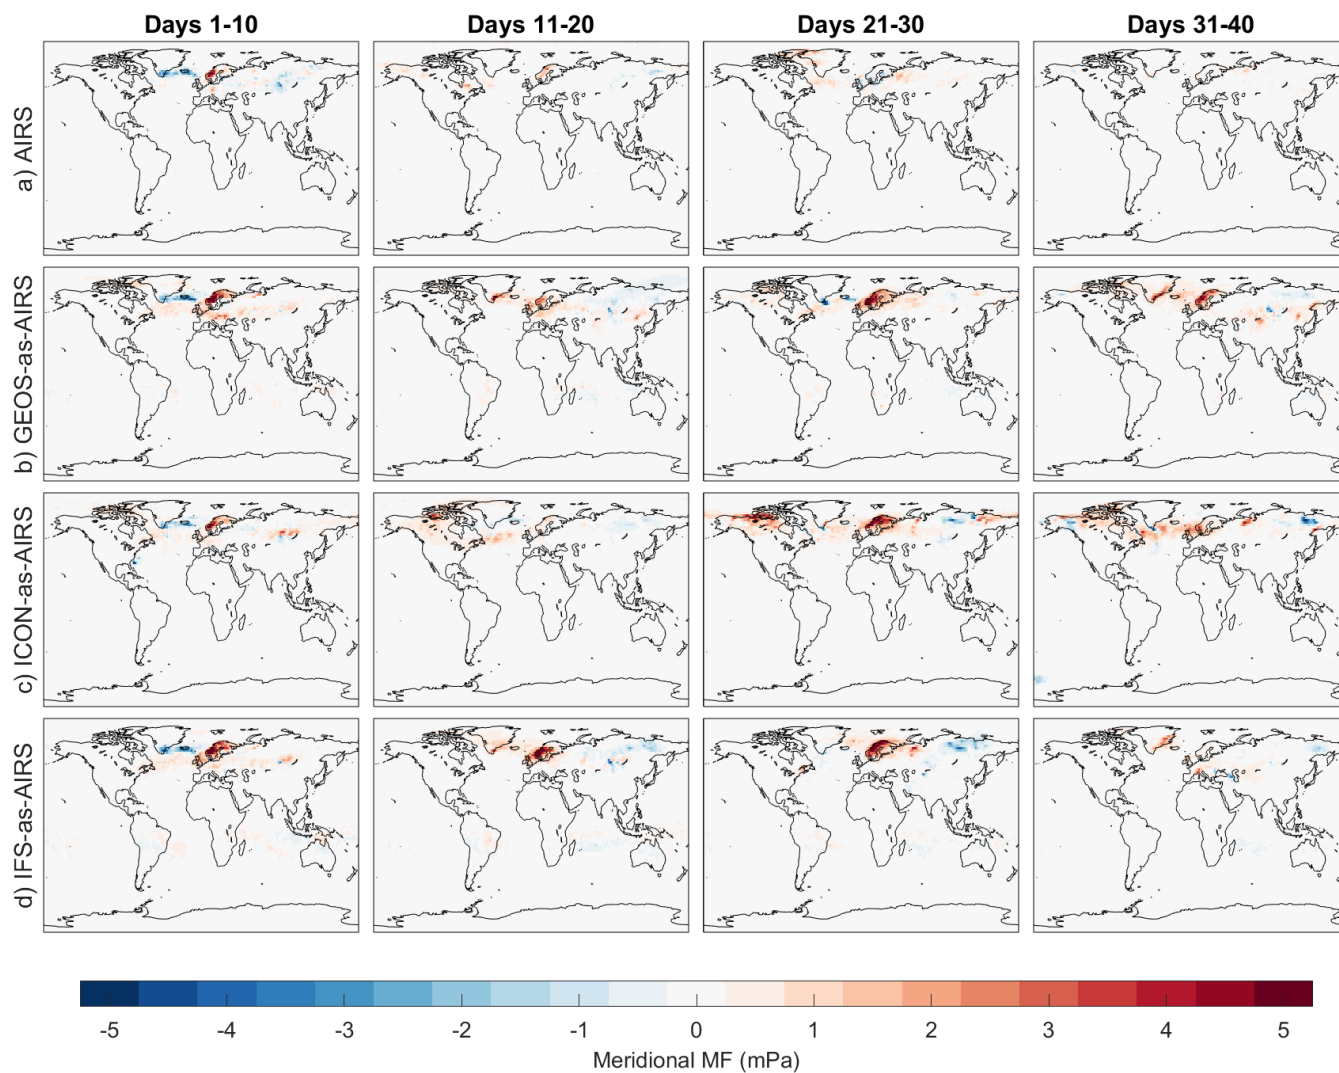 Days 1-10 Days 11-20 Days 21-30 Days 31-40
a) AIRS
b) GEOS-as-AIRS
c) ICON-as-AIRS
d) IFS-as-AIRS
-5 -4 -3 -2 -1 0 1 2 3 4 5
Meridional MF (mPa)